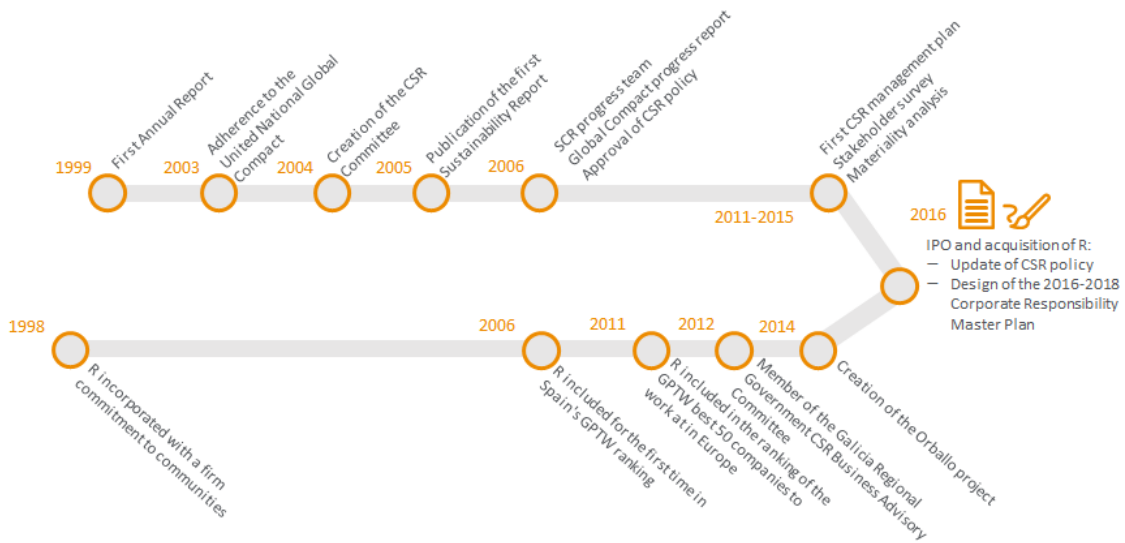 1999
First Annual Report
2003
Adherence to the
United National Global
Compact
2004
Creation of the CSR
Committee
2005
Publication of the first
Sustainability Report
2006
SCR progress team
Global Compact progress report
Approval of CSR policy
2011-2015
First CSR management plan
Stakeholder survey
Materiality analysis
2016
IPO and acquisition of R:
– Update of CSR policy
– Design of the 2016-2018
Corporate Responsibility
Master Plan
1998
R incorporated with a firm
commitment to communities
2006
R included for the first time in
Spain's GPTW ranking
2011
R included in the ranking of the
GPTW best 50 companies to
work at in Europe
2012
Member of the Galicia Regional
Government CSR Business Advisory
Committee
2014
Creation of the Orballo project